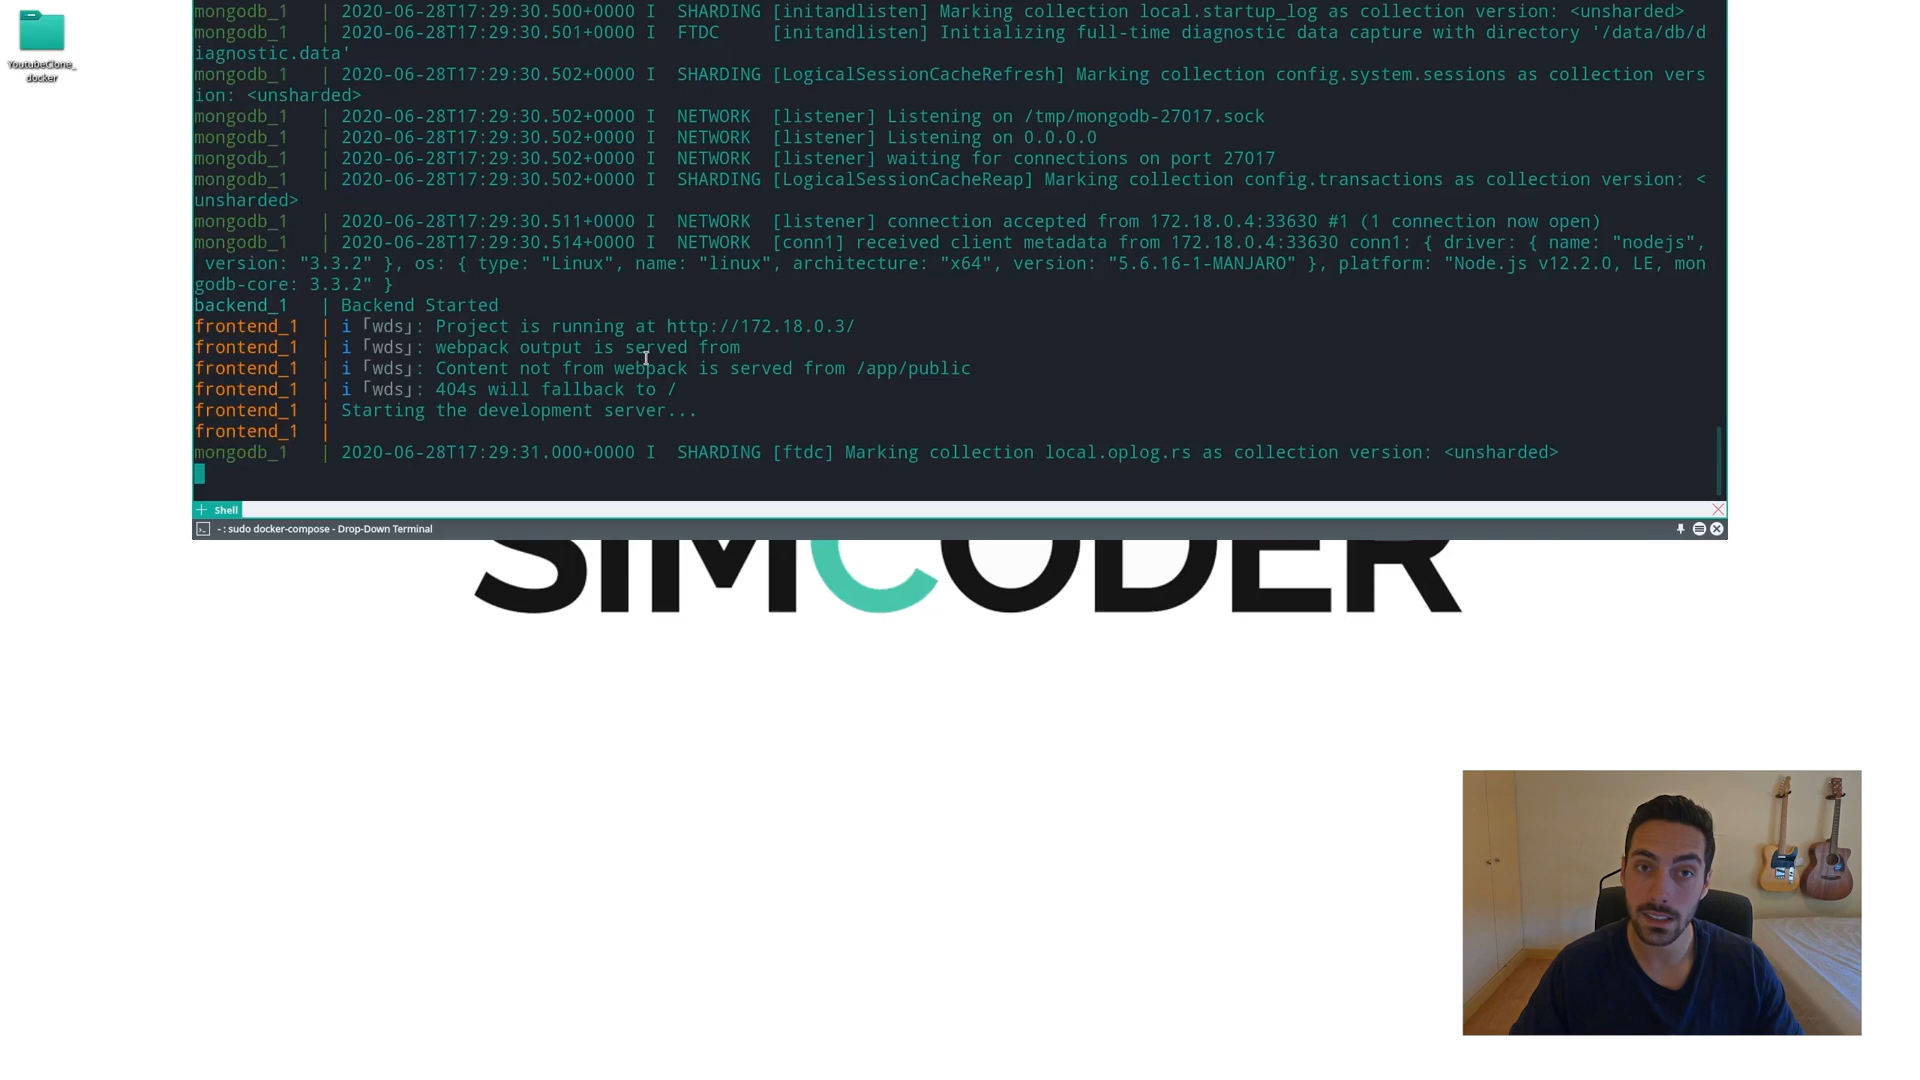 mongodb_1   | 2020-06-28T17:29:30.500+0000 I  SHARDING [initandlisten] Marking collection local.startup_log as collection version: <unsharded>
mongodb_1   | 2020-06-28T17:29:30.501+0000 I  FTDC     [initandlisten] Initializing full-time diagnostic data capture with directory '/data/db/d
iagnostic.data'
mongodb_1   | 2020-06-28T17:29:30.502+0000 I  SHARDING [LogicalSessionCacheRefresh] Marking collection config.system.sessions as collection vers
ion: <unsharded>
mongodb_1   | 2020-06-28T17:29:30.502+0000 I  NETWORK  [listener] Listening on /tmp/mongodb-27017.sock
mongodb_1   | 2020-06-28T17:29:30.502+0000 I  NETWORK  [listener] Listening on 0.0.0.0
mongodb_1   | 2020-06-28T17:29:30.502+0000 I  NETWORK  [listener] waiting for connections on port 27017
mongodb_1   | 2020-06-28T17:29:30.502+0000 I  SHARDING [LogicalSessionCacheReap] Marking collection config.transactions as collection version: <
unsharded>
mongodb_1   | 2020-06-28T17:29:30.511+0000 I  NETWORK  [listener] connection accepted from 172.18.0.4:33630 #1 (1 connection now open)
mongodb_1   | 2020-06-28T17:29:30.514+0000 I  NETWORK  [conn1] received client metadata from 172.18.0.4:33630 conn1: { driver: { name: "nodejs",
 version: "3.3.2" }, os: { type: "Linux", name: "linux", architecture: "x64", version: "5.6.16-1-MANJARO" }, platform: "Node.js v12.2.0, LE, mon
godb-core: 3.3.2" }
backend_1   | Backend Started
frontend_1  | i ｢wds｣: Project is running at http://172.18.0.3/
frontend_1  | i ｢wds｣: webpack output is served from
frontend_1  | i ｢wds｣: Content not from webpack is served from /app/public
frontend_1  | i ｢wds｣: 404s will fallback to /
frontend_1  | Starting the development server...
frontend_1  |
mongodb_1   | 2020-06-28T17:29:31.000+0000 I  SHARDING [ftdc] Marking collection local.oplog.rs as collection version: <unsharded>
Shell
- : sudo docker-compose - Drop-Down Terminal
YoutubeClone_
docker
SIMCODER